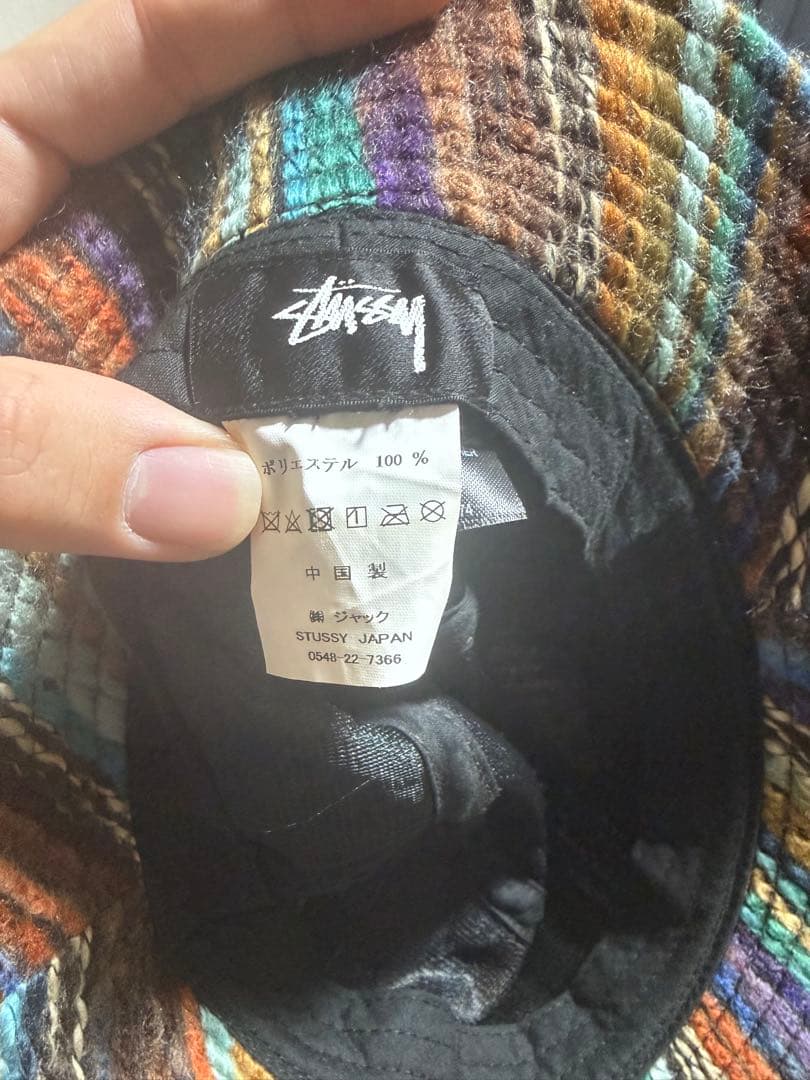 STÜSSY
ポリエステル 100 %
中国製
㈱ ジャック
STUSSY JAPAN
0548-22-7366